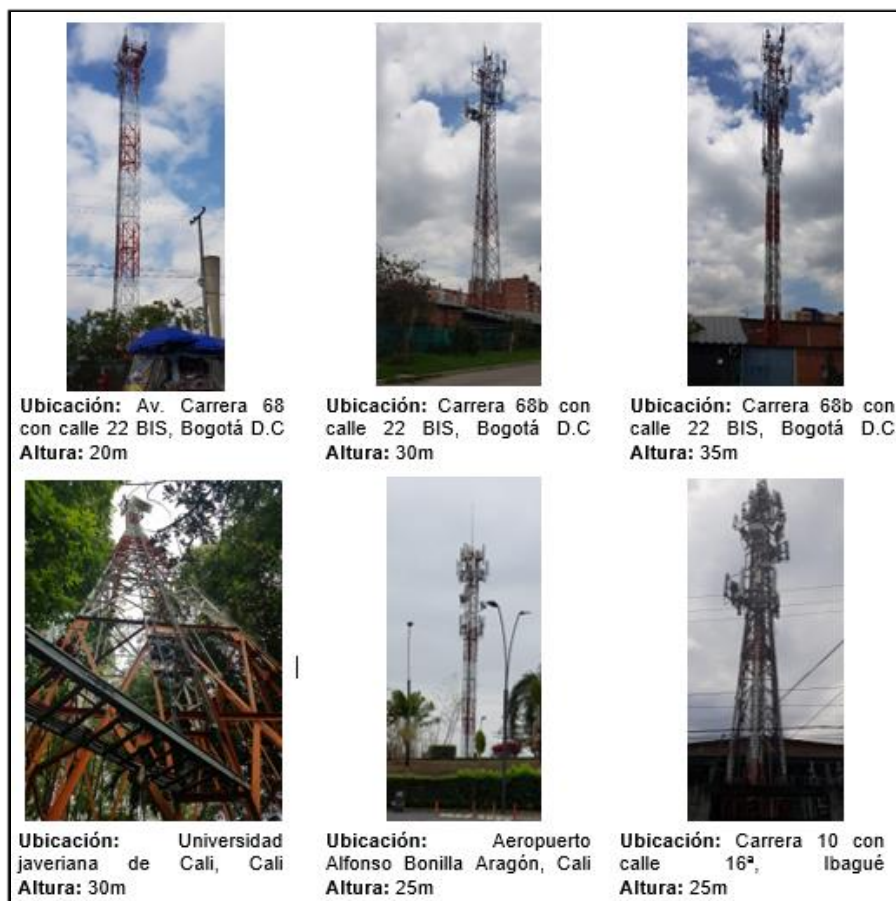 Ubicación: Av. Carrera 68
con calle 22 BIS, Bogotá D.C
Altura: 20m
Ubicación: Carrera 68b con
calle 22 BIS, Bogotá D.C
Altura: 30m
Ubicación: Carrera 68b con
calle 22 BIS, Bogotá D.C
Altura: 35m
Ubicación: Universidad
javeriana de Cali, Cali
Altura: 30m
Ubicación: Aeropuerto
Alfonso Bonilla Aragón, Cali
Altura: 25m
Ubicación: Carrera 10 con
calle 16ª, Ibagué
Altura: 25m